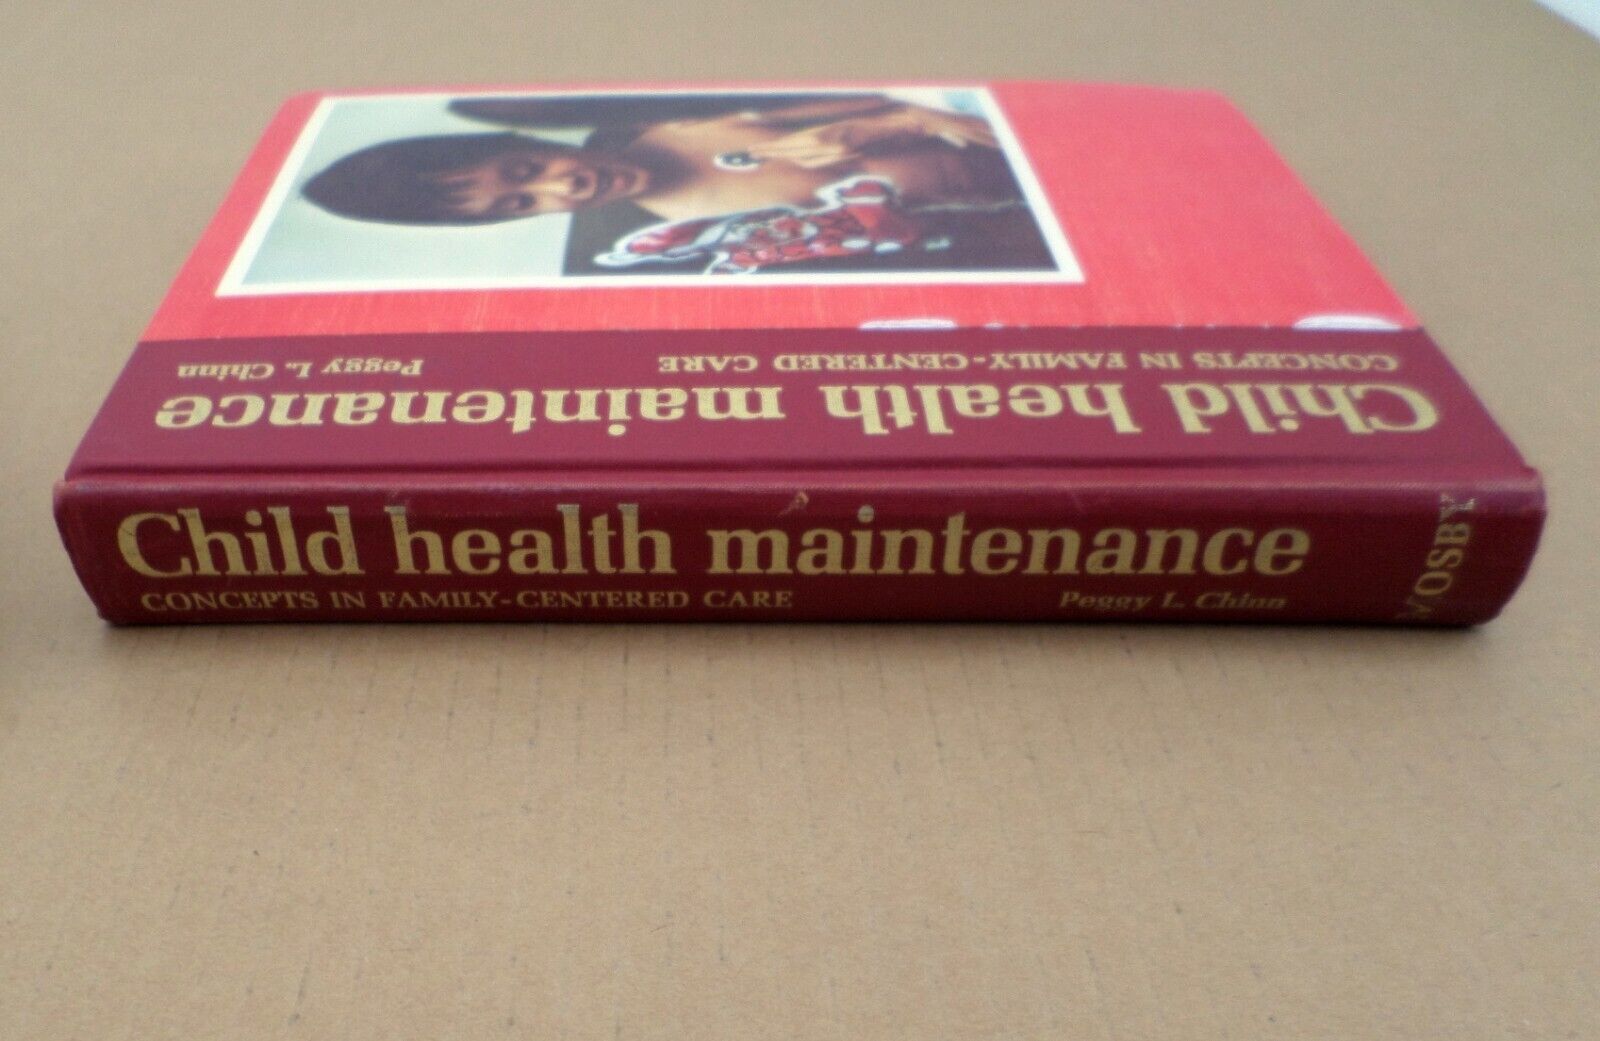 Child health maintenance
CONCEPTS IN FAMILY-CENTERED CARE
Peggy L. Chinn
Child health maintenance
CONCEPTS IN FAMILY-CENTERED CARE
Peggy L. Chinn
MOSBY